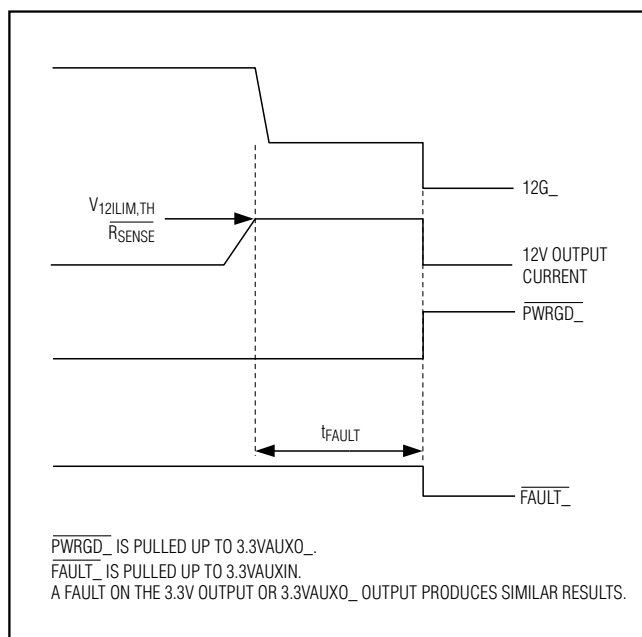 12G_
V12ILIM,TH
RSENSE
12V OUTPUT
CURRENT
PWRGD_
tFAULT
FAULT_
PWRGD_ IS PULLED UP TO 3.3VAUXO_.
FAULT_ IS PULLED UP TO 3.3VAUXIN.
A FAULT ON THE 3.3V OUTPUT OR 3.3VAUXO_ OUTPUT PRODUCES SIMILAR RESULTS.